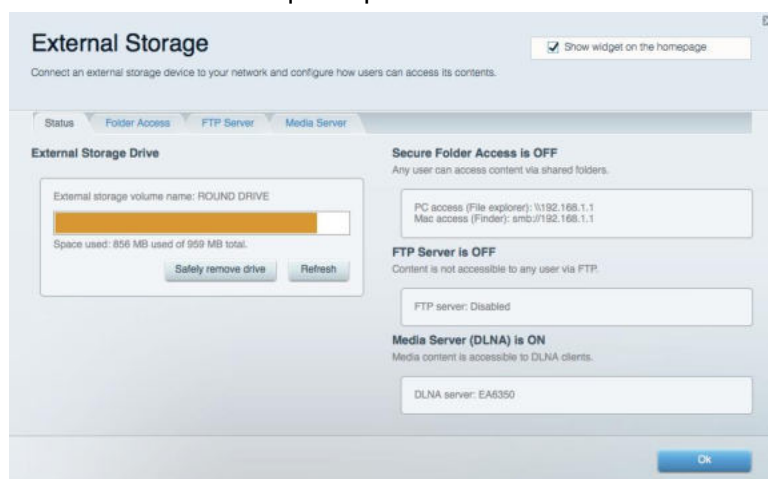 External Storage
Show widget on the homepage
Connect an external storage device to your network and configure how users can access its contents.
Status
Folder Access
FTP Server
Media Server
External Storage Drive
External storage volume name: ROUND DRIVE
Space used: 856 MB used of 959 MB total.
Safely remove drive
Refresh
Secure Folder Access is OFF
Any user can access content via shared folders.
PC access (File explorer): \\192.168.1.1
Mac access (Finder): smb://192.168.1.1
FTP Server is OFF
Content is not accessible to any user via FTP.
FTP server: Disabled
Media Server (DLNA) is ON
Media content is accessible to DLNA clients.
DLNA server: EA6350
Ok